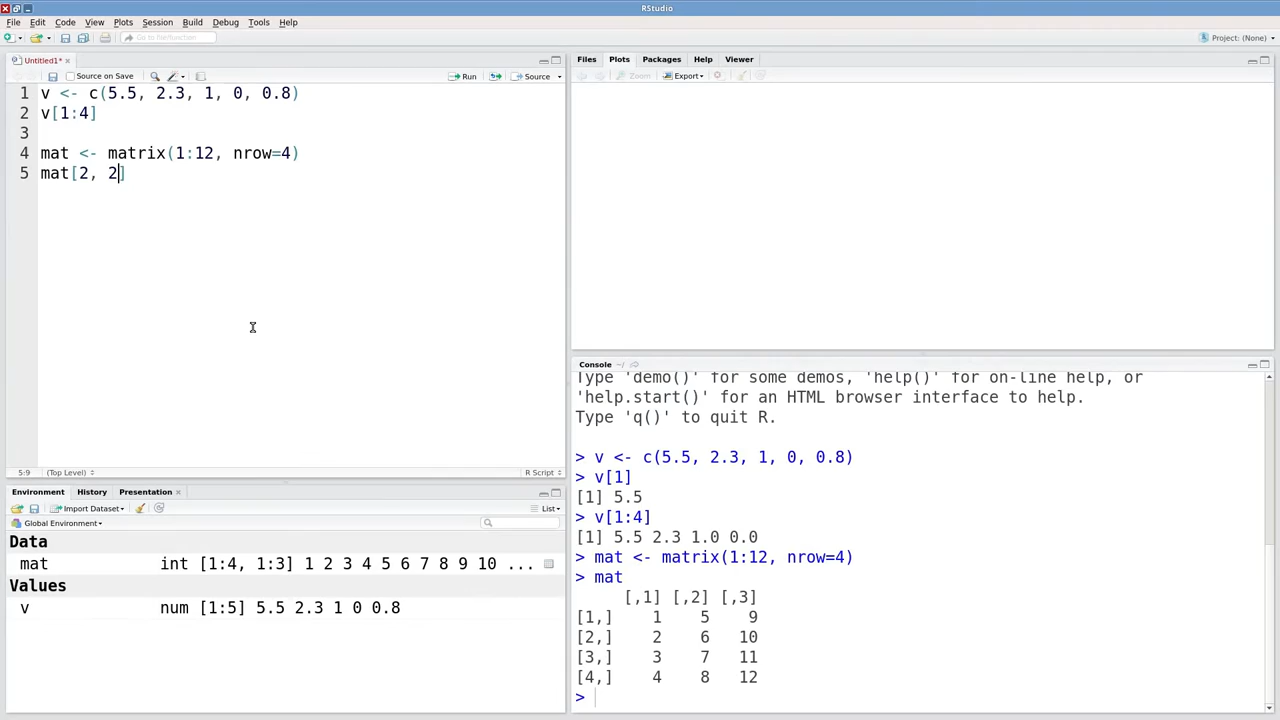 RStudio
File Edit Code View Plots Session Build Debug Tools Help
Go to file/function
Project: (None)
Untitled1*
Source on Save
Run
Source
1 v <- c(5.5, 2.3, 1, 0, 0.8)
2 v[1:4]
3
4 mat <- matrix(1:12, nrow=4)
5 mat[2, 2]
5:9 (Top Level) R Script
Environment History Presentation
Import Dataset List
Global Environment
Data
mat int [1:4, 1:3] 1 2 3 4 5 6 7 8 9 10 ...
Values
v num [1:5] 5.5 2.3 1 0 0.8
Files Plots Packages Help Viewer
Zoom Export
Console ~/
Type 'demo()' for some demos, 'help()' for on-line help, or
'help.start()' for an HTML browser interface to help.
Type 'q()' to quit R.
> v <- c(5.5, 2.3, 1, 0, 0.8)
> v[1]
[1] 5.5
> v[1:4]
[1] 5.5 2.3 1.0 0.0
> mat <- matrix(1:12, nrow=4)
> mat
[,1] [,2] [,3]
[1,] 1 5 9
[2,] 2 6 10
[3,] 3 7 11
[4,] 4 8 12
>